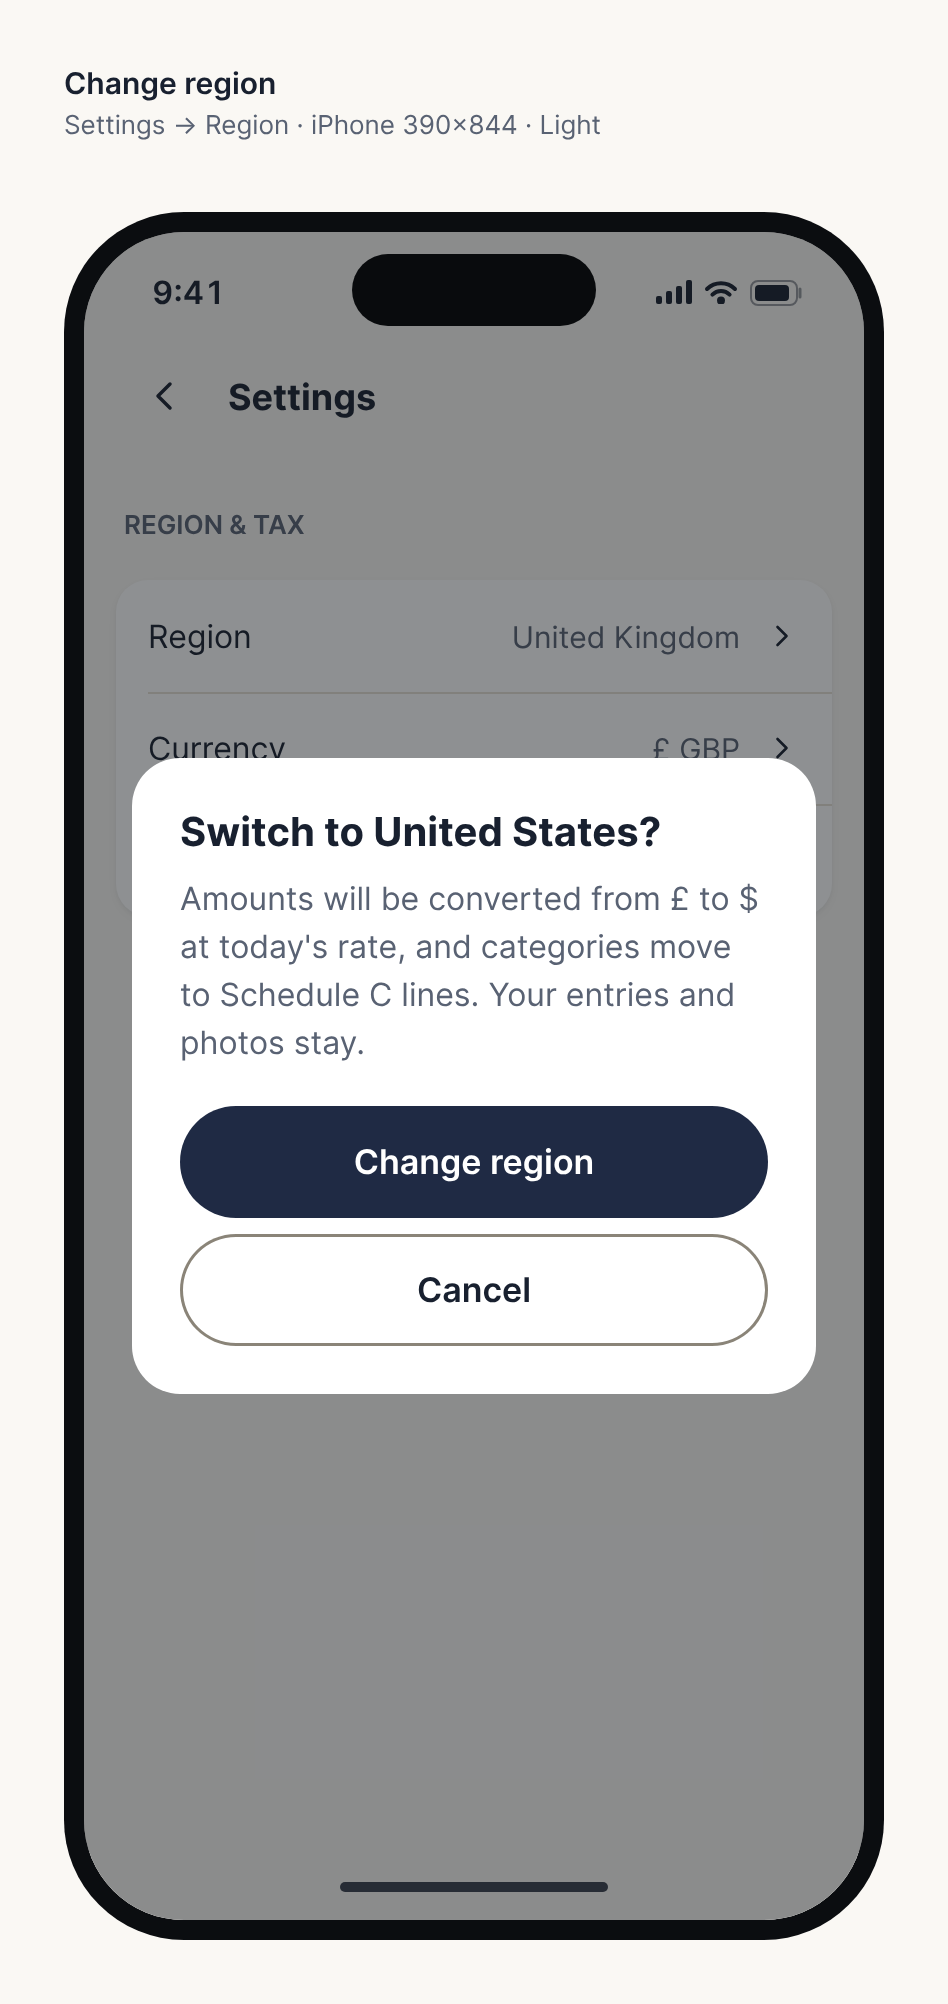 Change region
Settings → Region · iPhone 390×844 · Light
9:41
Settings
REGION & TAX
Region United Kingdom
Currency £ GBP
Switch to United States?
Amounts will be converted from £ to $
at today's rate, and categories move
to Schedule C lines. Your entries and
photos stay.
Change region
Cancel